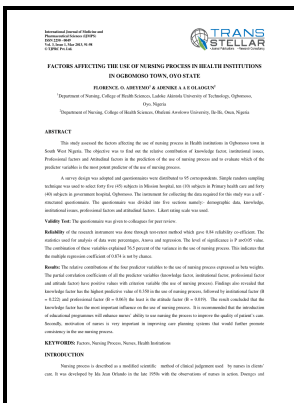 International Journal of Medicine and
Pharmaceutical Sciences (IJMPS)
ISSN 2250 - 0049
Vol. 3, Issue 1, Mar 2013, 91-98
© TJPRC Pvt. Ltd.
TRANS
STELLAR
FACTORS AFFECTING THE USE OF NURSING PROCESS IN HEALTH INSTITUTIONS
IN OGBOMOSO TOWN, OYO STATE
FLORENCE O. ADEYEMO & ADENIKE A A E OLAOGUN
Department of Nursing, College of Health Sciences, Ladoke Akintola University of Technology, Ogbomoso,
Oyo, Nigeria
Department of Nursing, College of Health Sciences, Obafemi Awolowo University, Ile-Ife, Osun, Nigeria
ABSTRACT
This study assessed the factors affecting the use of nursing process in Health institutions in Ogbomoso town in
South West Nigeria. The objective was to find out the relative contribution of knowledge factor, institutional issues,
Professional factors and Attitudinal factors in the prediction of the use of nursing process and to evaluate which of the
predictor variables is the most potent predictor of the use of nursing process.
A survey design was adopted and questionnaire were distributed to 95 correspondents. Simple random sampling
technique was used to select forty five (45) subjects in Mission hospital, ten (10) subjects in Primary health care and forty
(40) subjects in government hospital, Ogbomoso. The instrument for collecting the data required for this study was a self -
structured questionnaire. The questionnaire was divided into five sections namely:- demographic data, knowledge,
institutional issues, professional factors and attitudinal factors. Likert rating scale was used.
Validity Test: The questionnaire was given to colleagues for peer review.
Reliability of the research instrument was done through test-retest method which gave 0.84 reliability co-efficient. The
statistics used for analysis of data were percentages, Anova and regression. The level of significance is P at≤0.05 value.
The combination of these variables explained 76.5 percent of the variance in the use of nursing process. This indicates that
the multiple regression coefficient of 0.874 is not by chance.
Results: The relative contributions of the four predictor variables to the use of nursing process expressed as beta weights.
The partial correlation coefficients of all the predictor variables (knowledge factor, institutional factor, professional factor
and attitude factor) have positive values with criterion variable (the use of nursing process). Findings also revealed that
knowledge factor has the highest predictive value of 0.358 in the use of nursing process, followed by institutional factor (B
= 0.222) and professional factor (B = 0.063) the least is the attitude factor (B = 0.019). The result concluded that the
knowledge factor has the most important influence on the use of nursing process. It is recommended that the introduction
of educational programmes will enhance nurses' ability to use nursing process to improve the quality of patient's care.
Secondly, motivation of nurses is very important in improving care planning systems that would further promote
consistency in the use nursing process.
KEYWORDS: Factors, Nursing Process, Nurses, Health Institutions
INTRODUCTION
Nursing process is described as a modified scientific method of clinical judgement used by nurses in clients'
care. It was developed by Ida Jean Orlando in the late 1950s with the observations of nurses in action. Doenges and